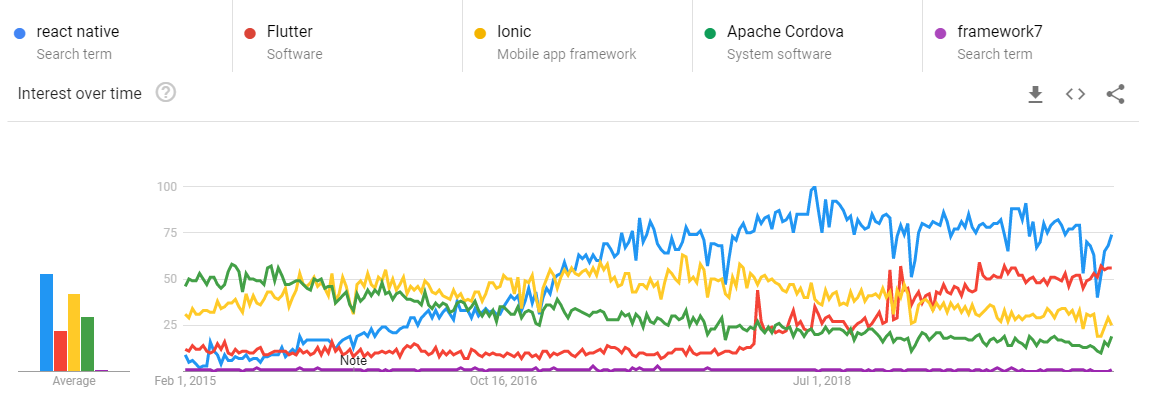 react native
Search term
Flutter
Software
Ionic
Mobile app framework
Apache Cordova
System software
framework7
Search term
Interest over time
?
100
75
50
25
Note
Average
Feb 1, 2015
Oct 16, 2016
Jul 1, 2018